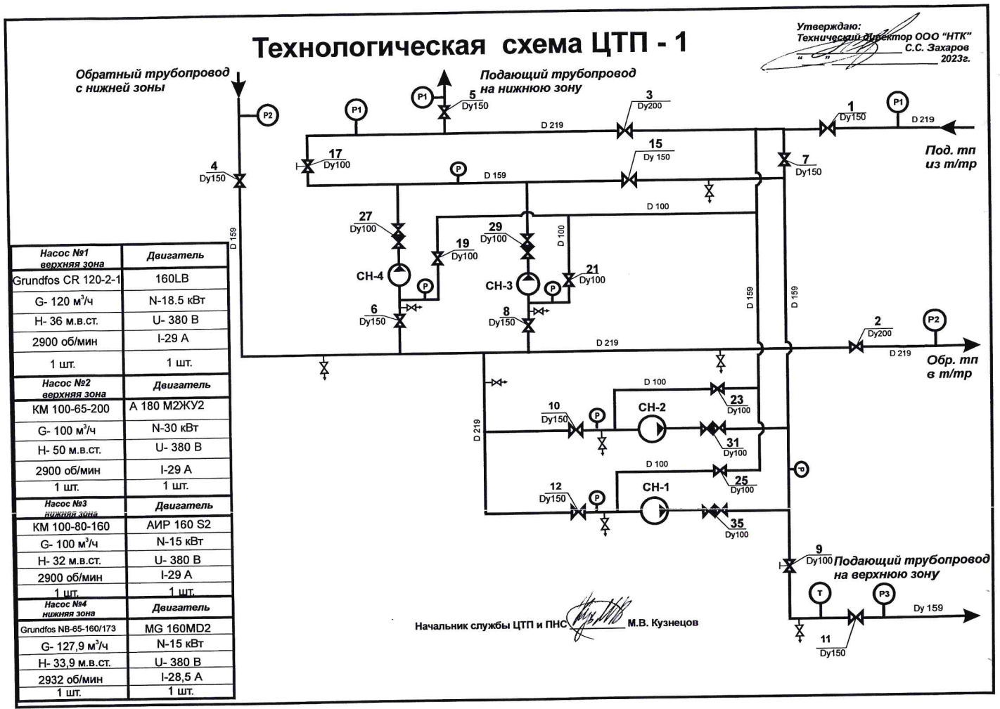 Технологическая схема ЦТП - 1
Утверждаю:
Технический директор ООО "НТК"
С.С. Захаров
“ ” 2023г.
Обратный трубопровод
с нижней зоны
Подающий трубопровод
на нижнюю зону
P2
P1
P1
5
Dy150
3
Dy200
1
Dy150
P1
D 219
D 219
Под. тп
из т/тр
4
Dy150
17
Dy100
P
D 159
15
Dy 150
7
Dy150
D 159
27
Dy100
19
Dy100
29
Dy100
D 100
D 100
21
Dy100
СН-4
P
СН-3
P
6
Dy150
8
Dy150
D 159
D 159
D 219
2
Dy200
P2
D 219
Обр. тп
в т/тр
D 219
D 100
23
Dy100
10
Dy150
P
СН-2
31
Dy100
D 100
25
Dy100
P
12
Dy150
P
СН-1
35
Dy100
9
Dy100
Подающий трубопровод
на верхнюю зону
T
P3
Dy 159
11
Dy150
Насос №1
верхняя зона
Двигатель
Grundfos CR 120-2-1
160LB
G- 120 м³/ч
N-18.5 кВт
H- 36 м.в.ст.
U- 380 В
2900 об/мин
I-29 А
1 шт.
1 шт.
Насос №2
верхняя зона
Двигатель
КМ 100-65-200
А 180 М2ЖУ2
G- 100 м³/ч
N-30 кВт
H- 50 м.в.ст.
U- 380 В
2900 об/мин
I-29 А
1 шт.
1 шт.
Насос №3
нижняя зона
Двигатель
КМ 100-80-160
АИР 160 S2
G- 100 м³/ч
N-15 кВт
H- 32 м.в.ст.
U- 380 В
2900 об/мин
I-29 А
1 шт.
1 шт.
Насос №4
нижняя зона
Двигатель
Grundfos NB-65-160/173
MG 160MD2
G- 127,9 м³/ч
N-15 кВт
H- 33,9 м.в.ст.
U- 380 В
2932 об/мин
I-28,5 А
1 шт.
1 шт.
Начальник службы ЦТП и ПНС М.В. Кузнецов